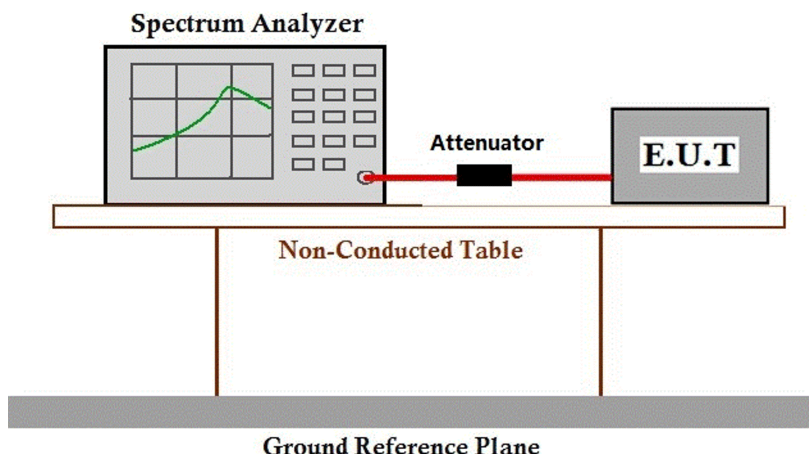 Spectrum Analyzer
Attenuator
E.U.T
Non-Conducted Table
Ground Reference Plane